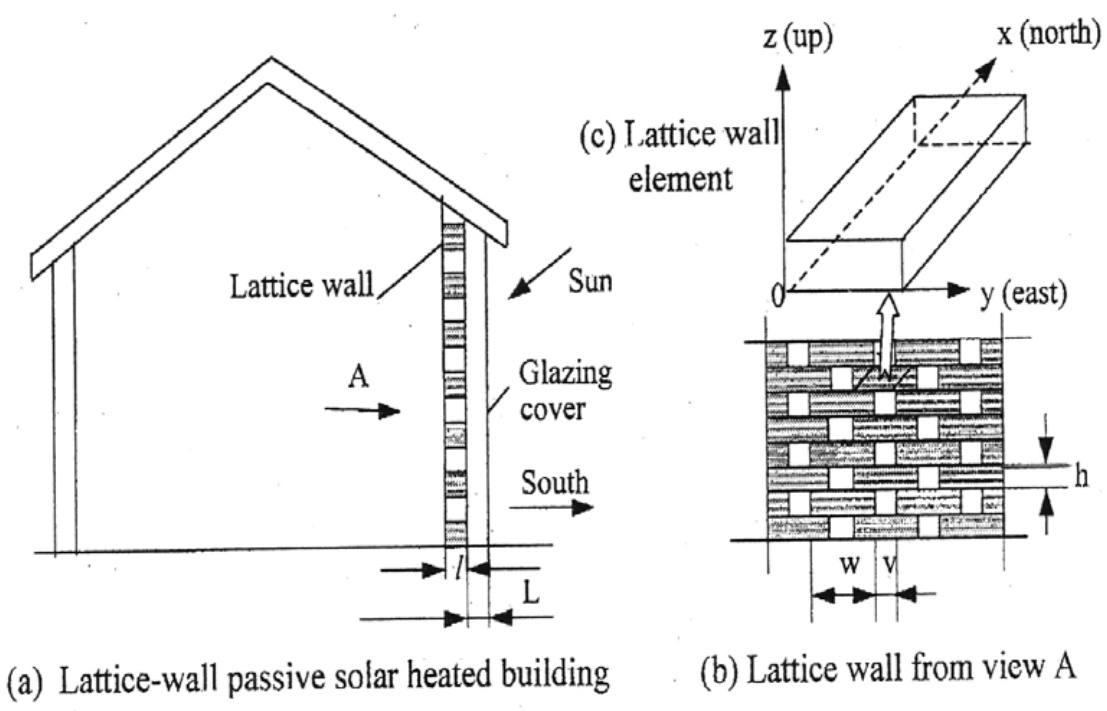 z (up)
x (north)
(c) Lattice wall
element
Lattice wall
Sun
0
y (east)
A
Glazing
cover
South
h
l
w
v
L
(a) Lattice-wall passive solar heated building
(b) Lattice wall from view A